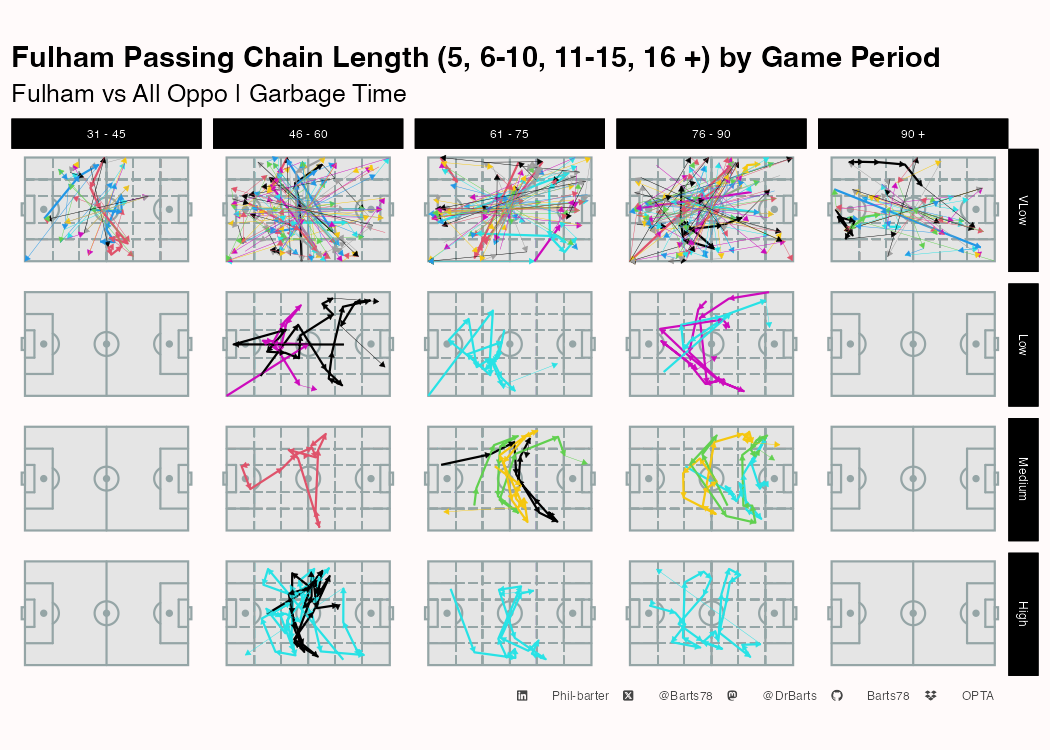 Fulham Passing Chain Length (5, 6-10, 11-15, 16 +) by Game Period
Fulham vs All Oppo | Garbage Time
31 - 45 46 - 60 61 - 75 76 - 90 90 +
VLow
Low
Medium
High
Phil-barter @Barts78 @DrBarts Barts78 OPTA